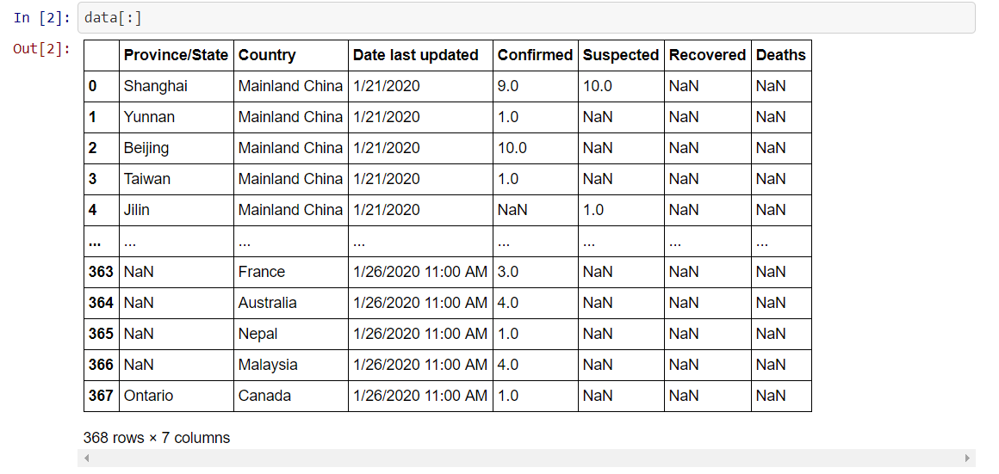 In [2]: data[:]
Out[2]:
Province/State Country Date last updated Confirmed Suspected Recovered Deaths
0 Shanghai Mainland China 1/21/2020 9.0 10.0 NaN NaN
1 Yunnan Mainland China 1/21/2020 1.0 NaN NaN NaN
2 Beijing Mainland China 1/21/2020 10.0 NaN NaN NaN
3 Taiwan Mainland China 1/21/2020 1.0 NaN NaN NaN
4 Jilin Mainland China 1/21/2020 NaN 1.0 NaN NaN
... ... ... ... ... ... ... ...
363 NaN France 1/26/2020 11:00 AM 3.0 NaN NaN NaN
364 NaN Australia 1/26/2020 11:00 AM 4.0 NaN NaN NaN
365 NaN Nepal 1/26/2020 11:00 AM 1.0 NaN NaN NaN
366 NaN Malaysia 1/26/2020 11:00 AM 4.0 NaN NaN NaN
367 Ontario Canada 1/26/2020 11:00 AM 1.0 NaN NaN NaN
368 rows × 7 columns